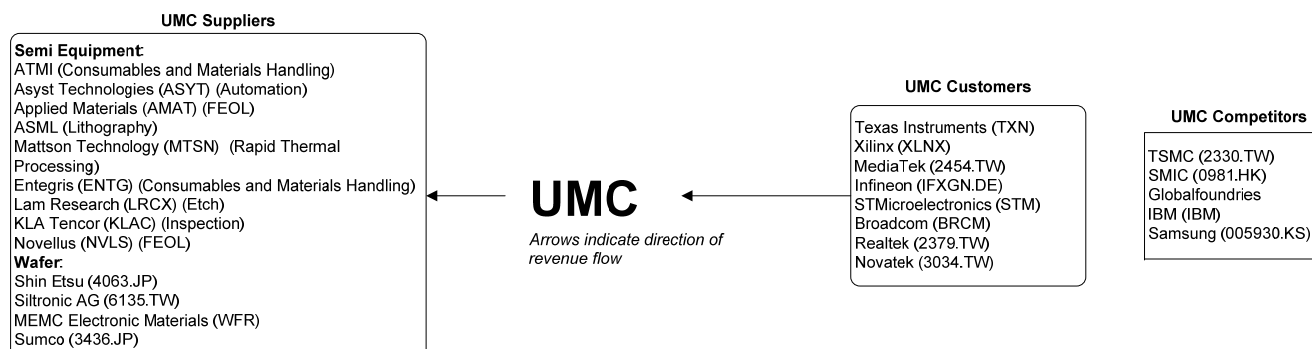 UMC Suppliers
Semi Equipment:
ATMI (Consumables and Materials Handling)
Asyst Technologies (ASYT) (Automation)
Applied Materials (AMAT) (FEOL)
ASML (Lithography)
Mattson Technology (MTSN) (Rapid Thermal
Processing)
Entegris (ENTG) (Consumables and Materials Handling)
Lam Research (LRCX) (Etch)
KLA Tencor (KLAC) (Inspection)
Novellus (NVLS) (FEOL)
Wafer:
Shin Etsu (4063.JP)
Siltronic AG (6135.TW)
MEMC Electronic Materials (WFR)
Sumco (3436.JP)
UMC
Arrows indicate direction of
revenue flow
UMC Customers
Texas Instruments (TXN)
Xilinx (XLNX)
MediaTek (2454.TW)
Infineon (IFXGN.DE)
STMicroelectronics (STM)
Broadcom (BRCM)
Realtek (2379.TW)
Novatek (3034.TW)
UMC Competitors
TSMC (2330.TW)
SMIC (0981.HK)
Globalfoundries
IBM (IBM)
Samsung (005930.KS)